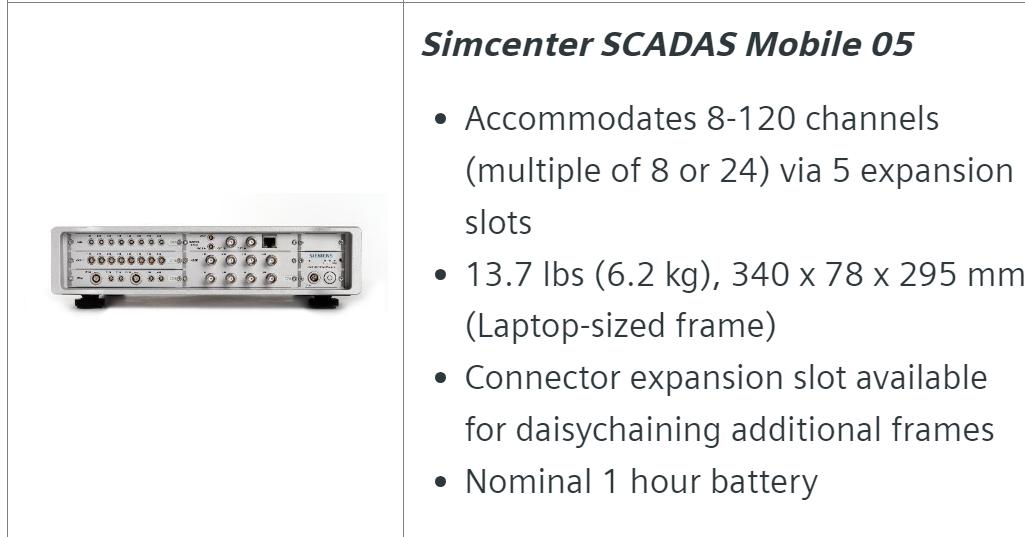 Simcenter SCADAS Mobile 05
Accommodates 8-120 channels
(multiple of 8 or 24) via 5 expansion
slots
13.7 lbs (6.2 kg), 340 x 78 x 295 mm
(Laptop-sized frame)
Connector expansion slot available
for daisychaining additional frames
Nominal 1 hour battery
SIEMENS